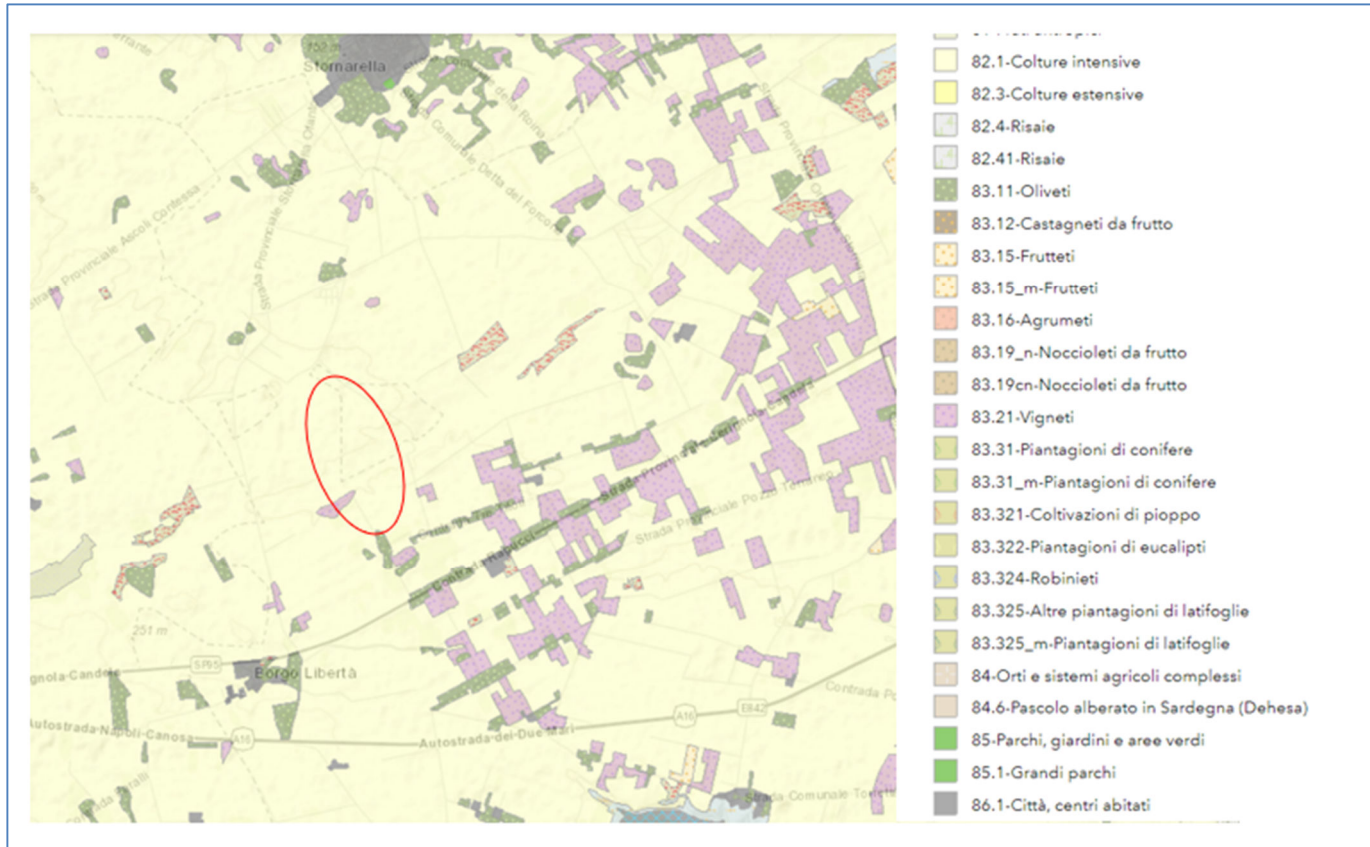 752 m
Stornarella
Strada Provinciale Ascoli Contessa
Strada Comunale Detta del Forcone
Strada Provinciale Pozzo Terraneo
251 m
SP95
Borgo Libertà
Autostrada Napoli-Canosa
A16
Autostrada dei Due Mari
A16
E842
82.1-Colture intensive
82.3-Colture estensive
82.4-Risaie
82.41-Risaie
83.11-Oliveti
83.12-Castagneti da frutto
83.15-Frutteti
83.15_m-Frutteti
83.16-Agrumeti
83.19_n-Noccioleti da frutto
83.19cn-Noccioleti da frutto
83.21-Vigneti
83.31-Piantagioni di conifere
83.31_m-Piantagioni di conifere
83.321-Coltivazioni di pioppo
83.322-Piantagioni di eucalipti
83.324-Robinieti
83.325-Altre piantagioni di latifoglie
83.325_m-Piantagioni di latifoglie
84-Orti e sistemi agricoli complessi
84.6-Pascolo alberato in Sardegna (Dehesa)
85-Parchi, giardini e aree verdi
85.1-Grandi parchi
86.1-Città, centri abitati